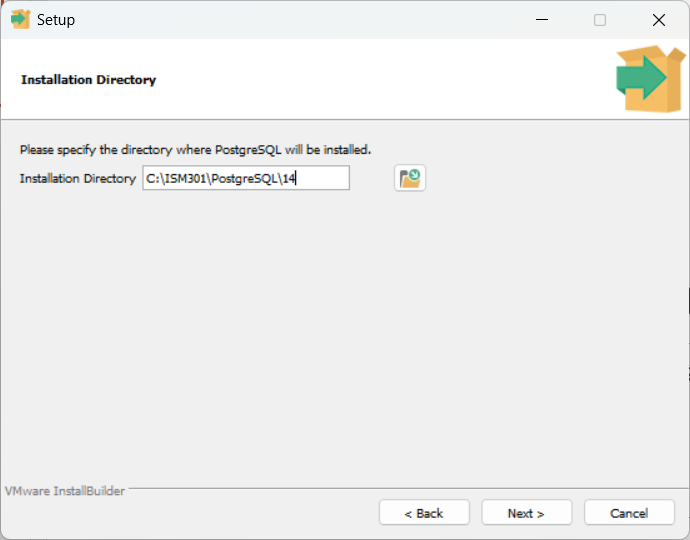 Setup
Installation Directory
Please specify the directory where PostgreSQL will be installed.
Installation Directory C:\ISM301\PostgreSQL\14
VMware InstallBuilder
< Back Next > Cancel